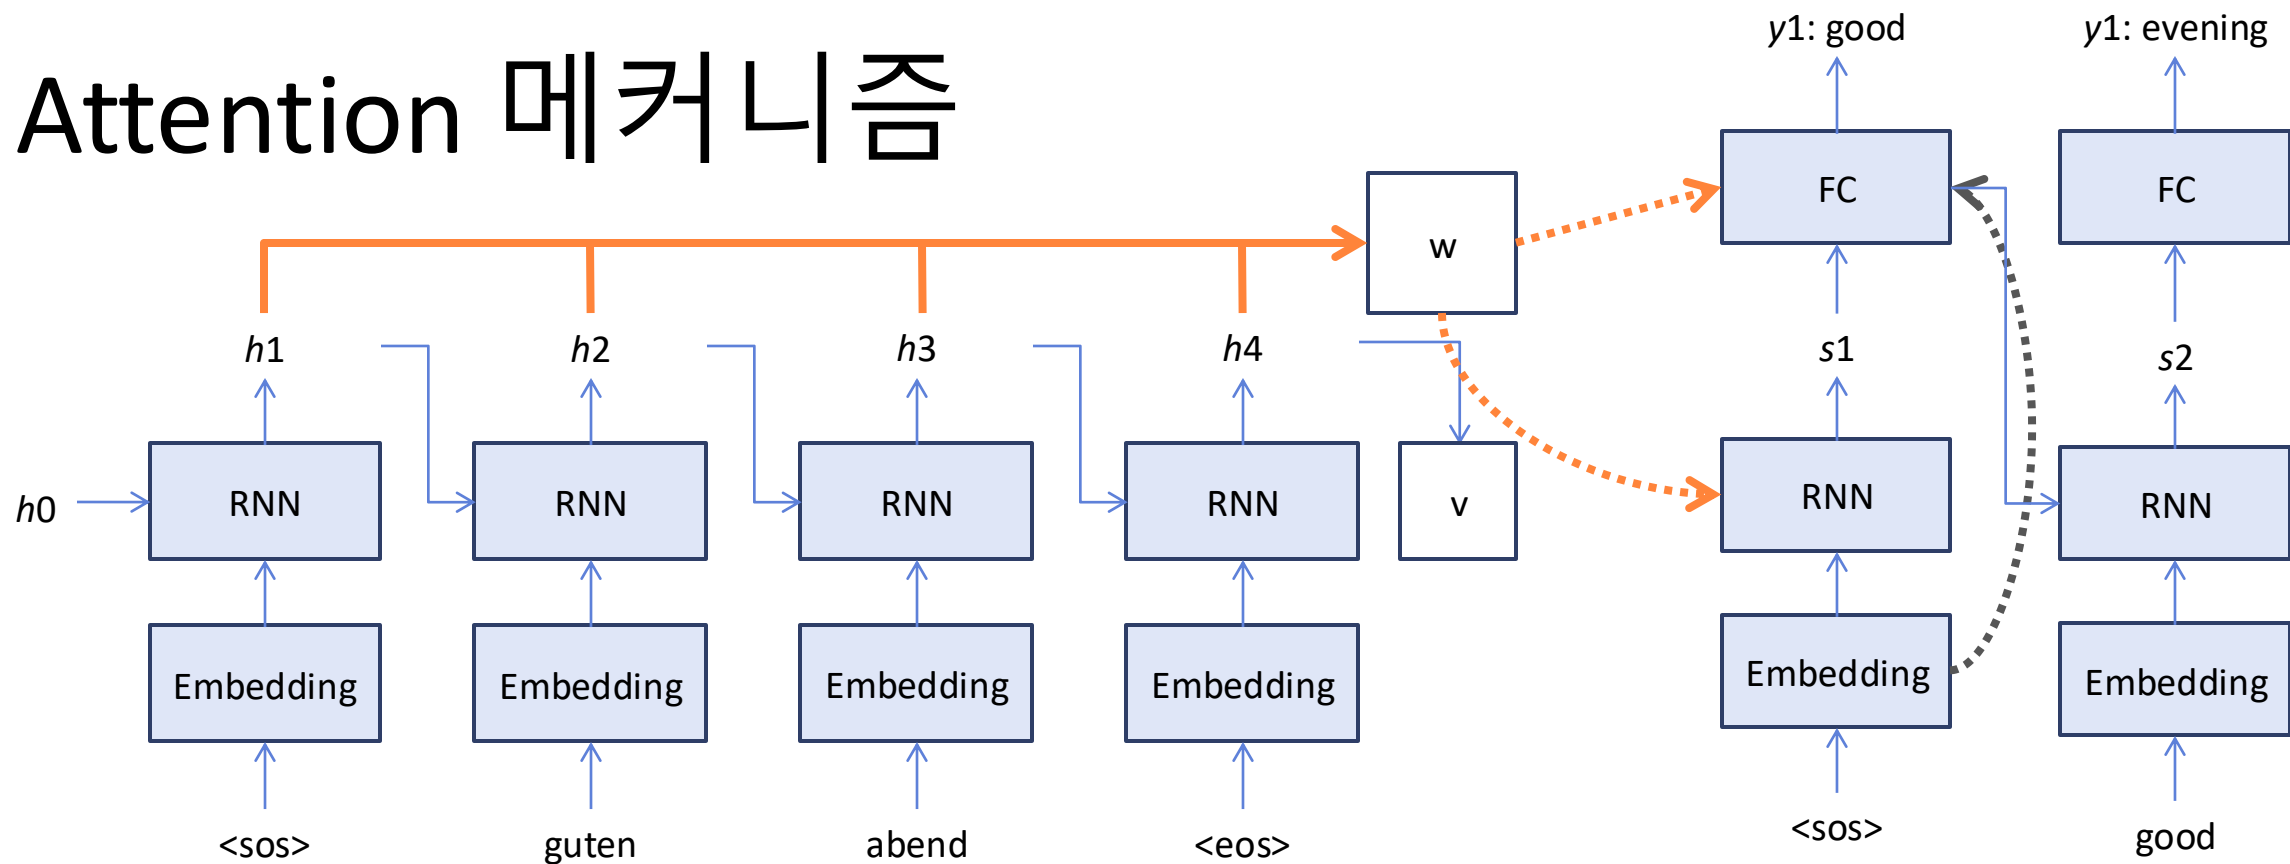 Attention 메커니즘
y1: good
y1: evening
FC
FC
w
h1
h2
h3
h4
s1
s2
h0
RNN
RNN
RNN
RNN
v
RNN
RNN
Embedding
Embedding
Embedding
Embedding
Embedding
Embedding
<sos>
guten
abend
<eos>
<sos>
good